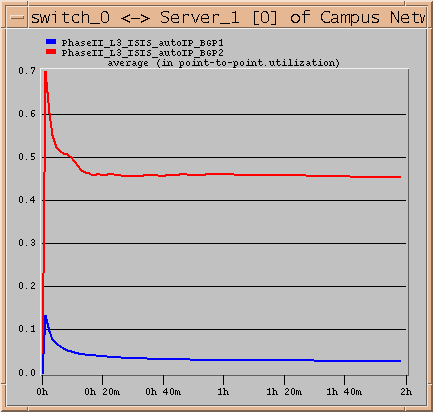 switch_0 <-> Server_1 [0] of Campus Netw
PhaseII_L3_ISIS_autoIP_BGP1
PhaseII_L3_ISIS_autoIP_BGP2
average (in point-to-point.utilization)
0.7
0.6
0.5
0.4
0.3
0.2
0.1
0.0
0h 0h 20m 0h 40m 1h 1h 20m 1h 40m 2h